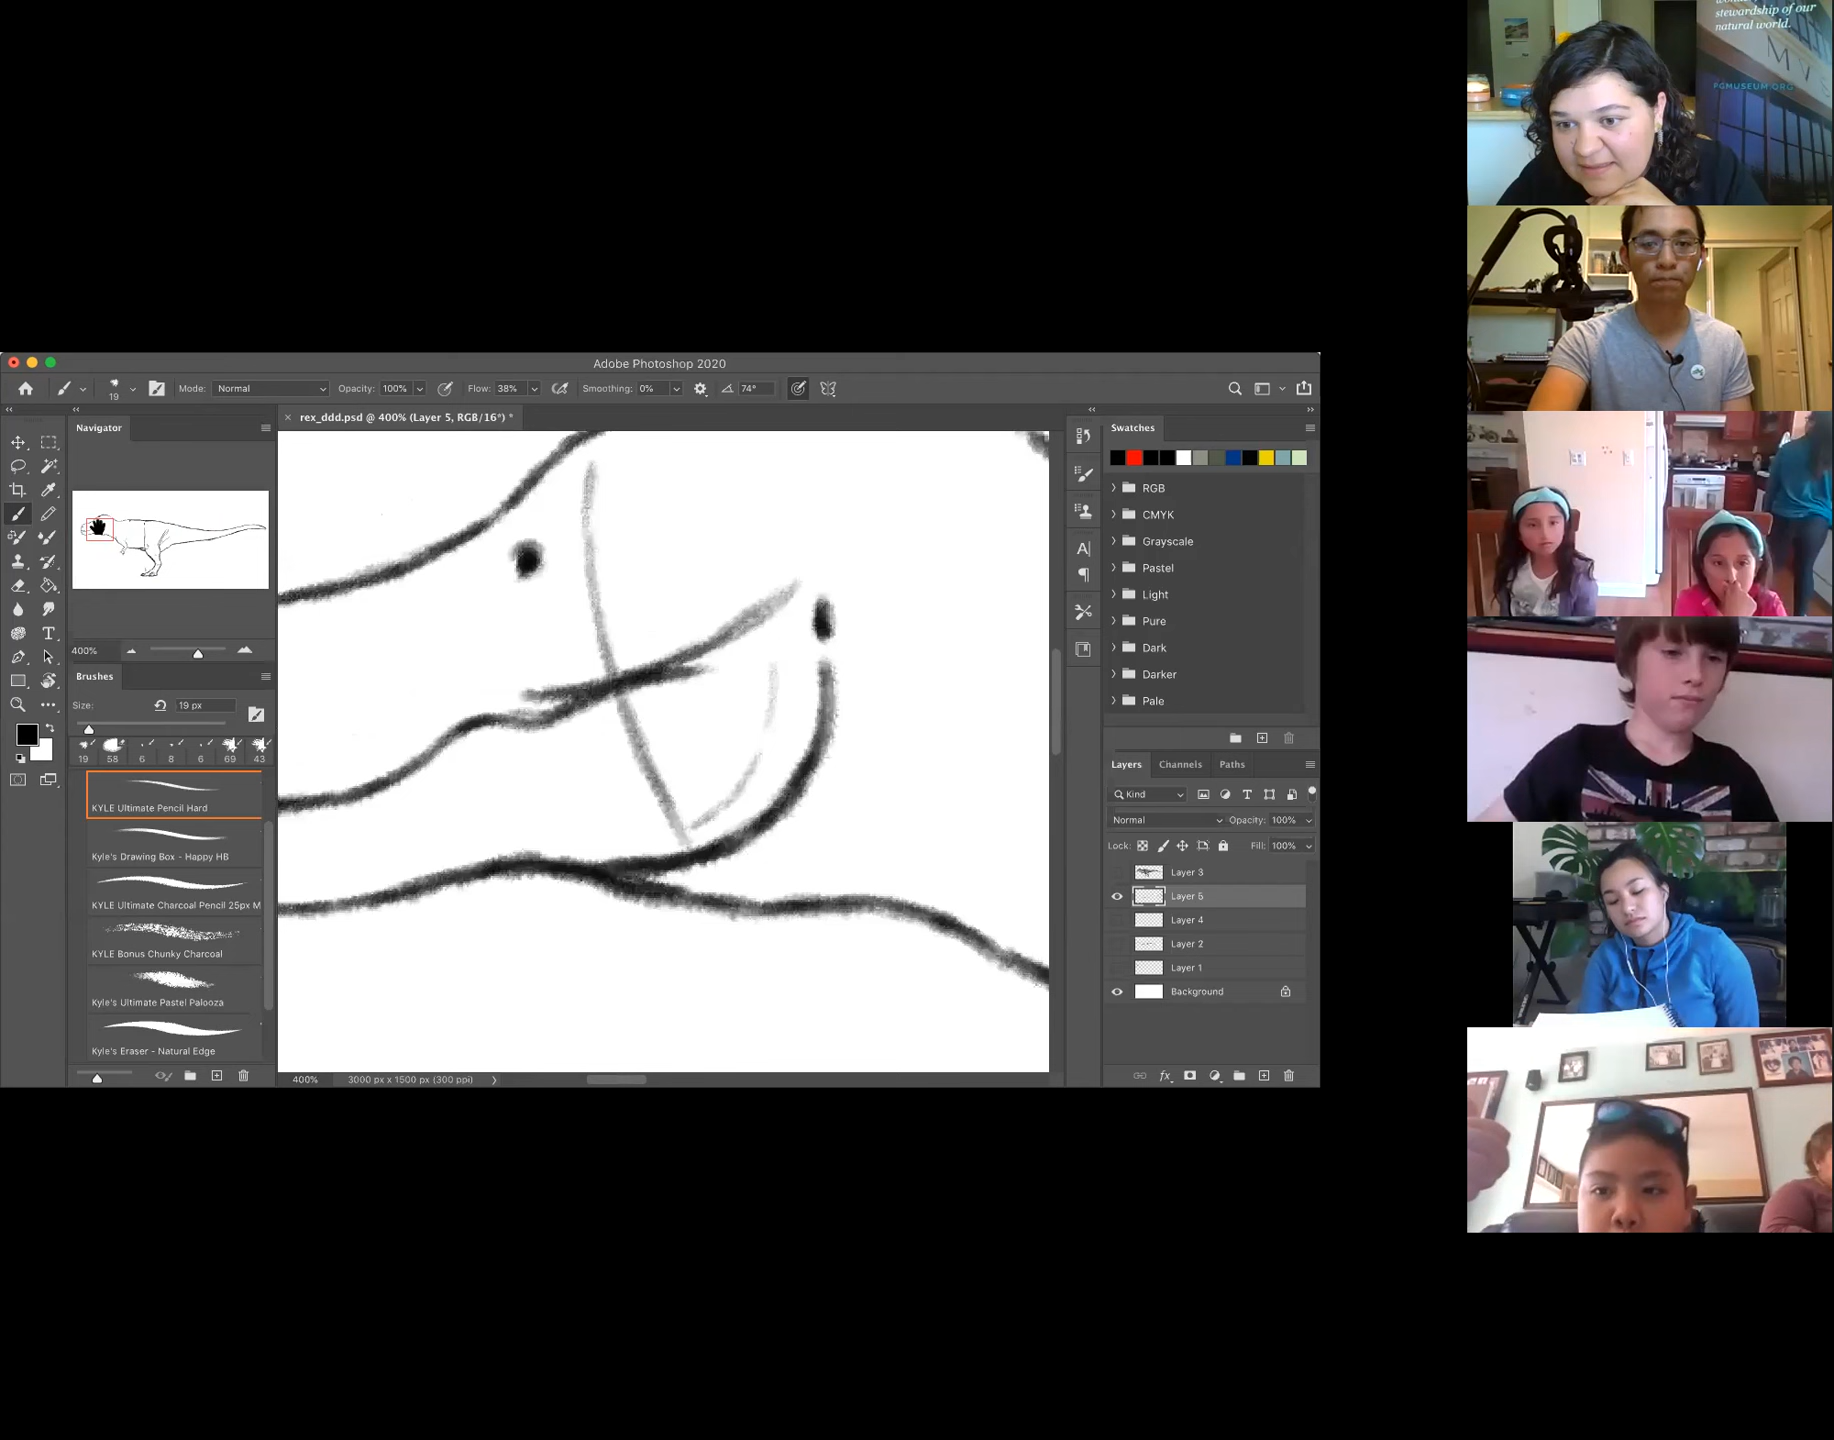 stewardship of our
natural world.
PGMUSEUM.ORG
Adobe Photoshop 2020
19
Mode: Normal
Opacity: 100%
Flow: 38%
Smoothing: 0%
74°
Navigator
rex_ddd.psd @ 400% (Layer 5, RGB/16*) *
Swatches
RGB
CMYK
Grayscale
Pastel
Light
Pure
Dark
Darker
Pale
400%
Brushes
Size:
19 px
19 58 6 8 6 69 43
KYLE Ultimate Pencil Hard
Kyle's Drawing Box - Happy HB
KYLE Ultimate Charcoal Pencil 25px M
KYLE Bonus Chunky Charcoal
Kyle's Ultimate Pastel Palooza
Kyle's Eraser - Natural Edge
Layers Channels Paths
Kind
Normal
Opacity: 100%
Lock:
Fill: 100%
Layer 3
Layer 5
Layer 4
Layer 2
Layer 1
Background
fx
400% 3000 px x 1500 px (300 ppi)